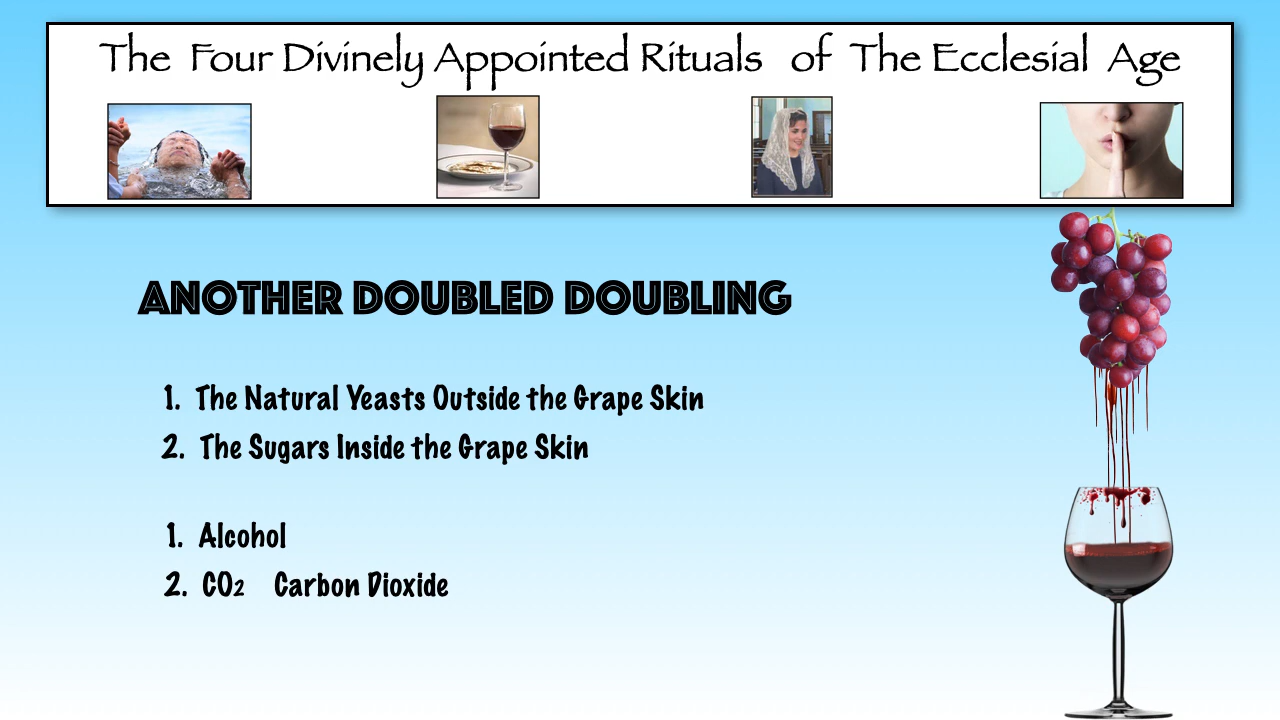 The Four Divinely Appointed Rituals of The Ecclesial Age
ANOTHER DOUBLED DOUBLING
1. The Natural Yeasts Outside the Grape Skin
2. The Sugars Inside the Grape Skin
1. Alcohol
2. CO2 Carbon Dioxide